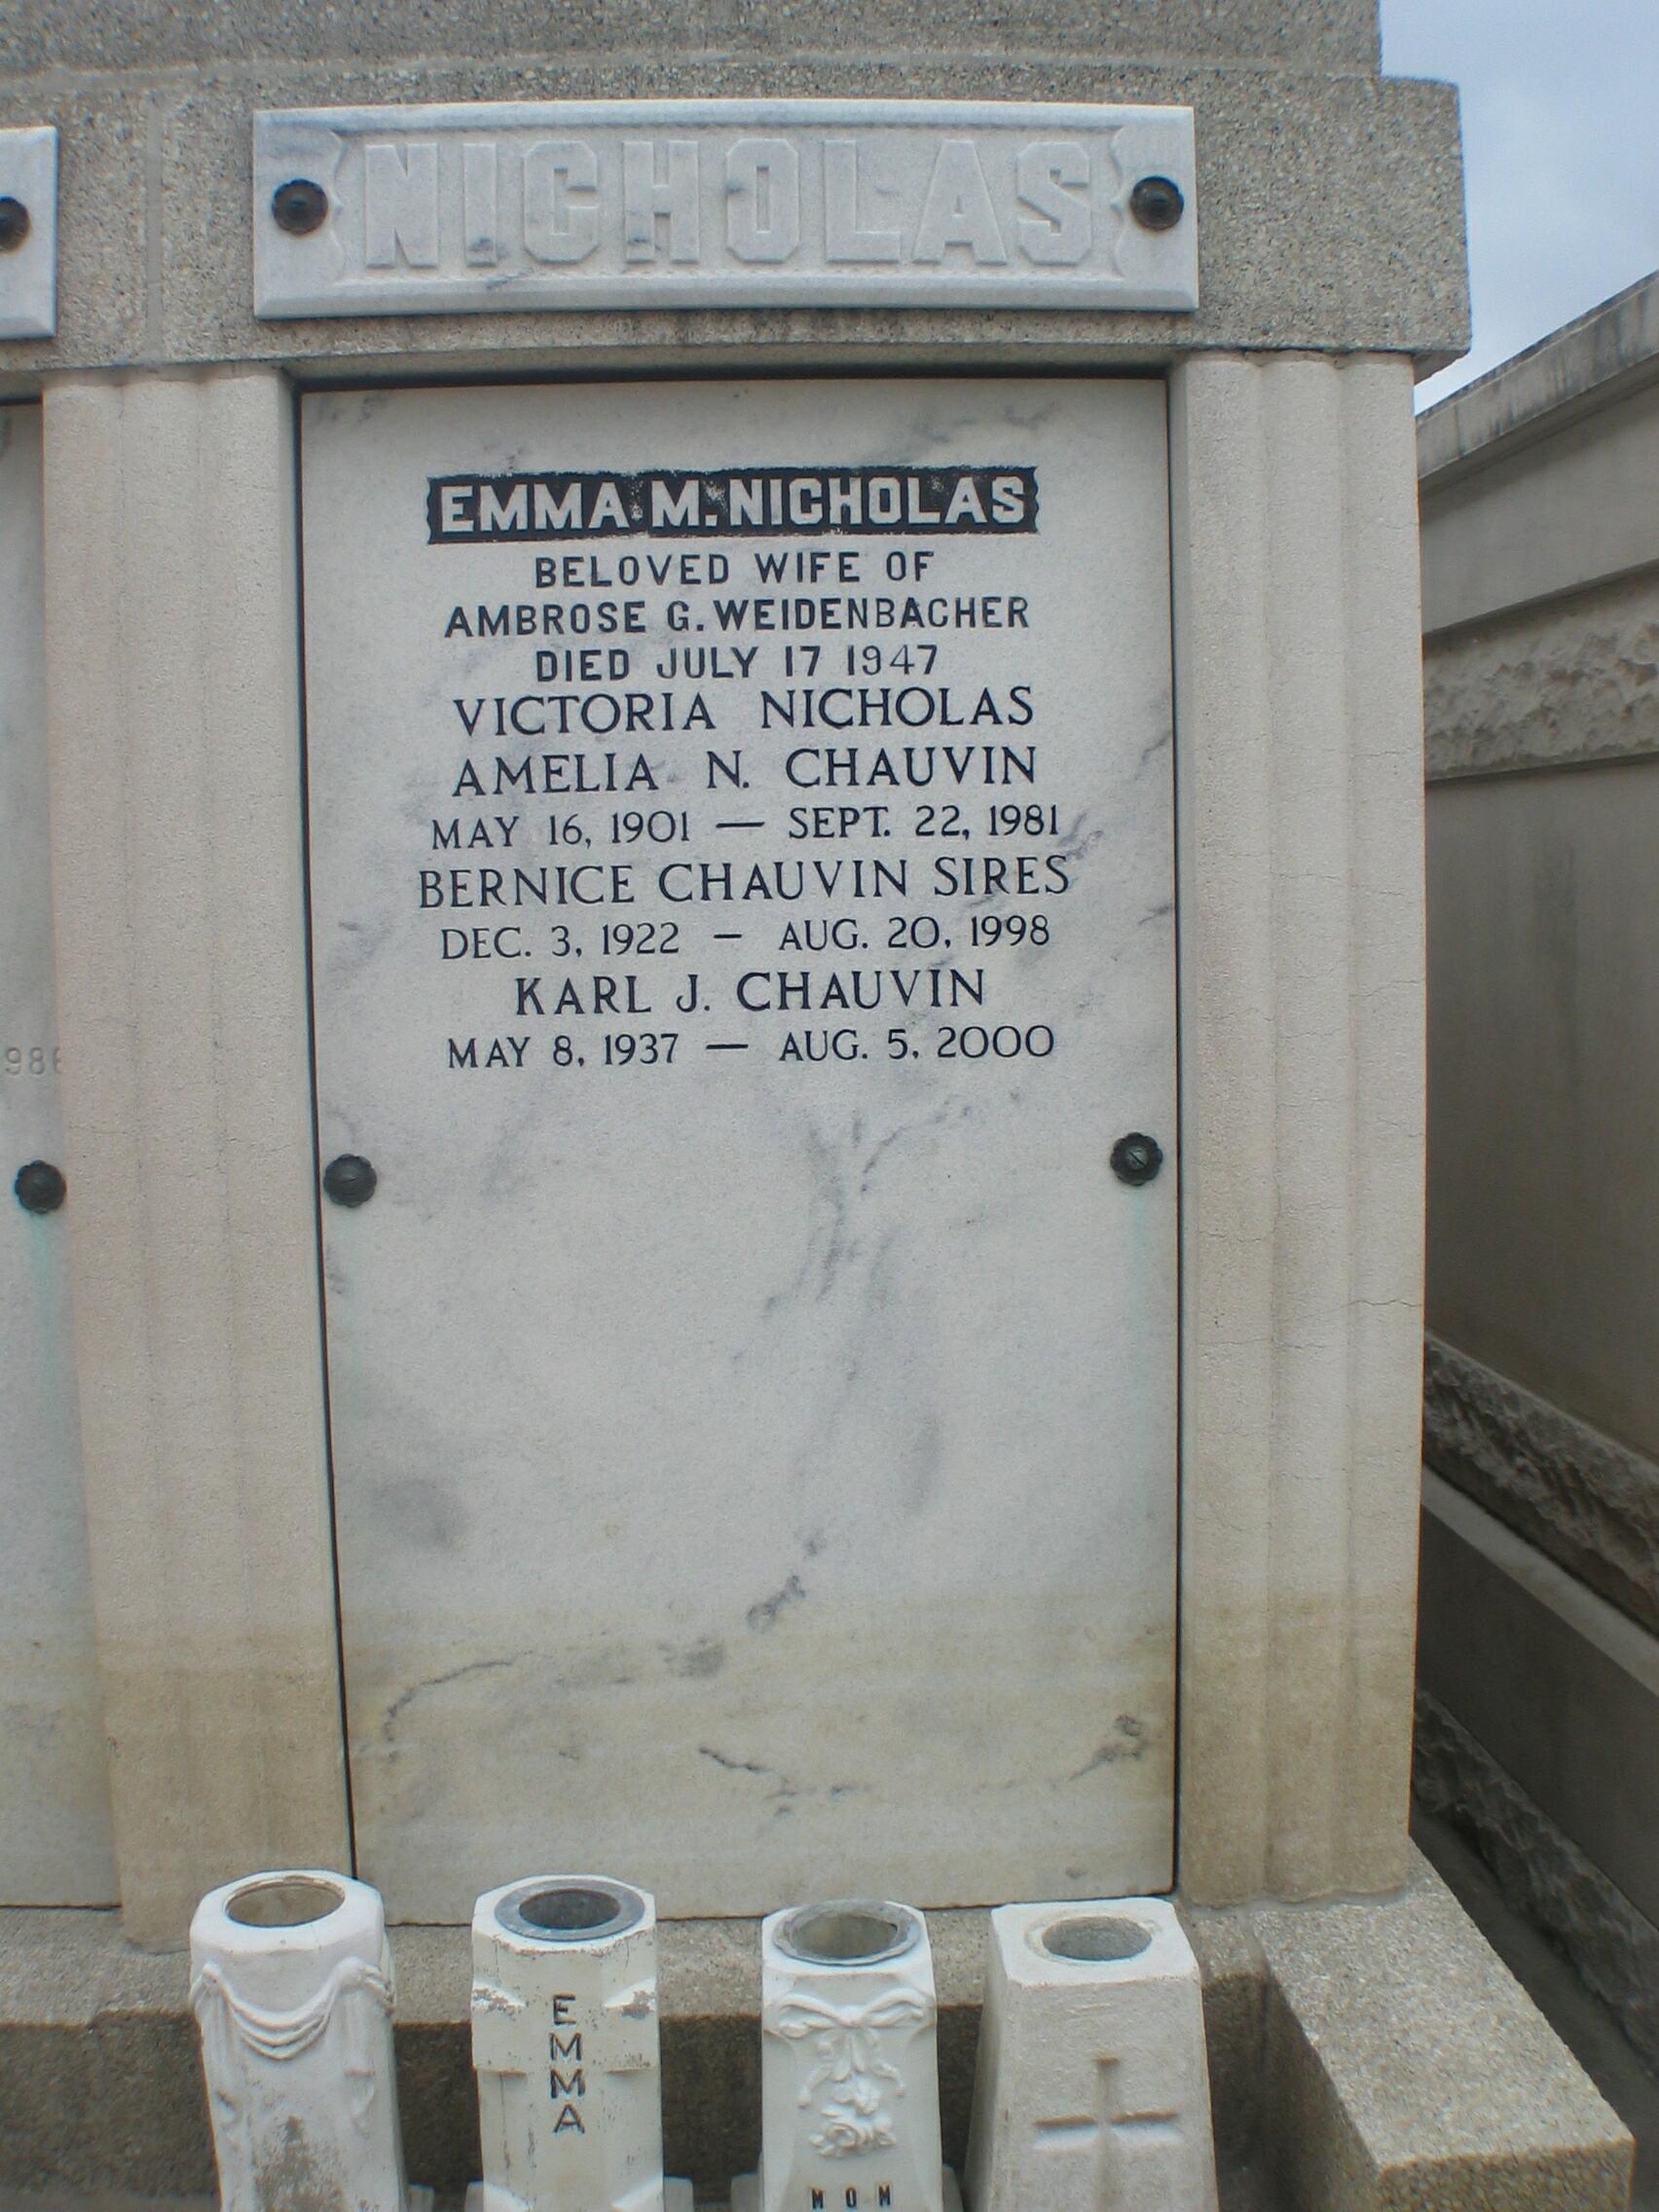 NICHOLAS
EMMA M. NICHOLAS
BELOVED WIFE OF
AMBROSE G. WEIDENBACHER
DIED JULY 17 1947
VICTORIA NICHOLAS
AMELIA N. CHAUVIN
MAY 16, 1901 — SEPT. 22, 1981
BERNICE CHAUVIN SIRES
DEC. 3, 1922 — AUG. 20, 1998
KARL J. CHAUVIN
MAY 8, 1937 — AUG. 5, 2000
EMMA
MOM